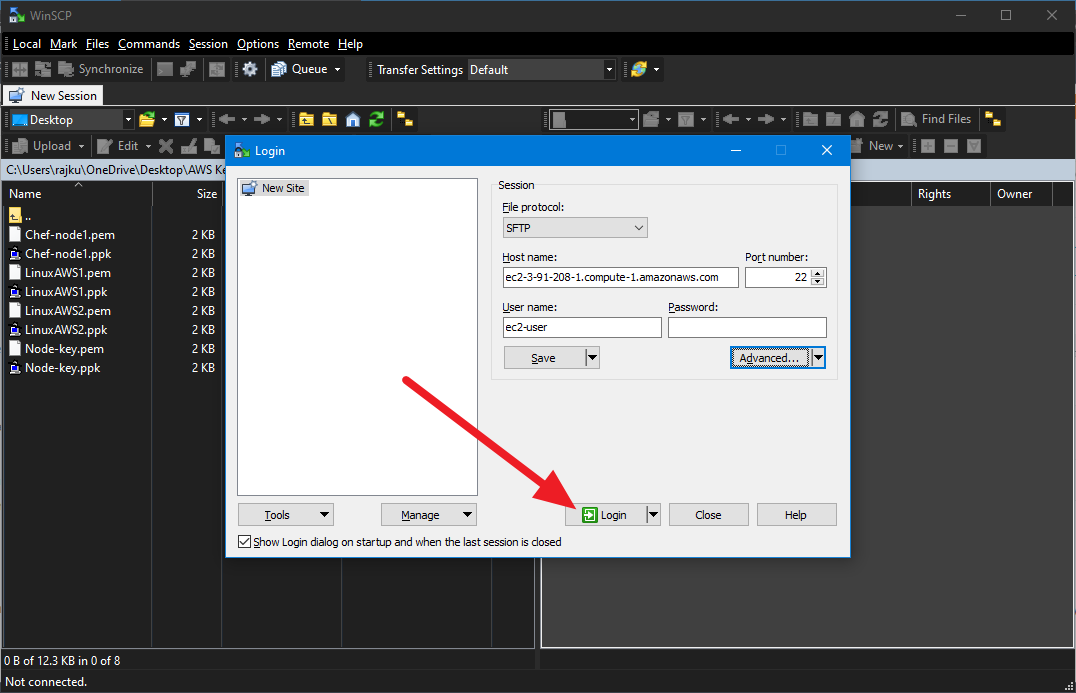 WinSCP
Local Mark Files Commands Session Options Remote Help
Synchronize Queue Transfer Settings Default
New Session
Desktop Find Files
Upload Edit New
C:\Users\rajku\OneDrive\Desktop\AWS Ke
Name Size Rights Owner
..
Chef-node1.pem 2 KB
Chef-node1.ppk 2 KB
LinuxAWS1.pem 2 KB
LinuxAWS1.ppk 2 KB
LinuxAWS2.pem 2 KB
LinuxAWS2.ppk 2 KB
Node-key.pem 2 KB
Node-key.ppk 2 KB
Login
New Site
Session
File protocol:
SFTP
Host name: Port number:
ec2-3-91-208-1.compute-1.amazonaws.com 22
User name: Password:
ec2-user
Save Advanced...
Tools Manage Login Close Help
Show Login dialog on startup and when the last session is closed
0 B of 12.3 KB in 0 of 8
Not connected.